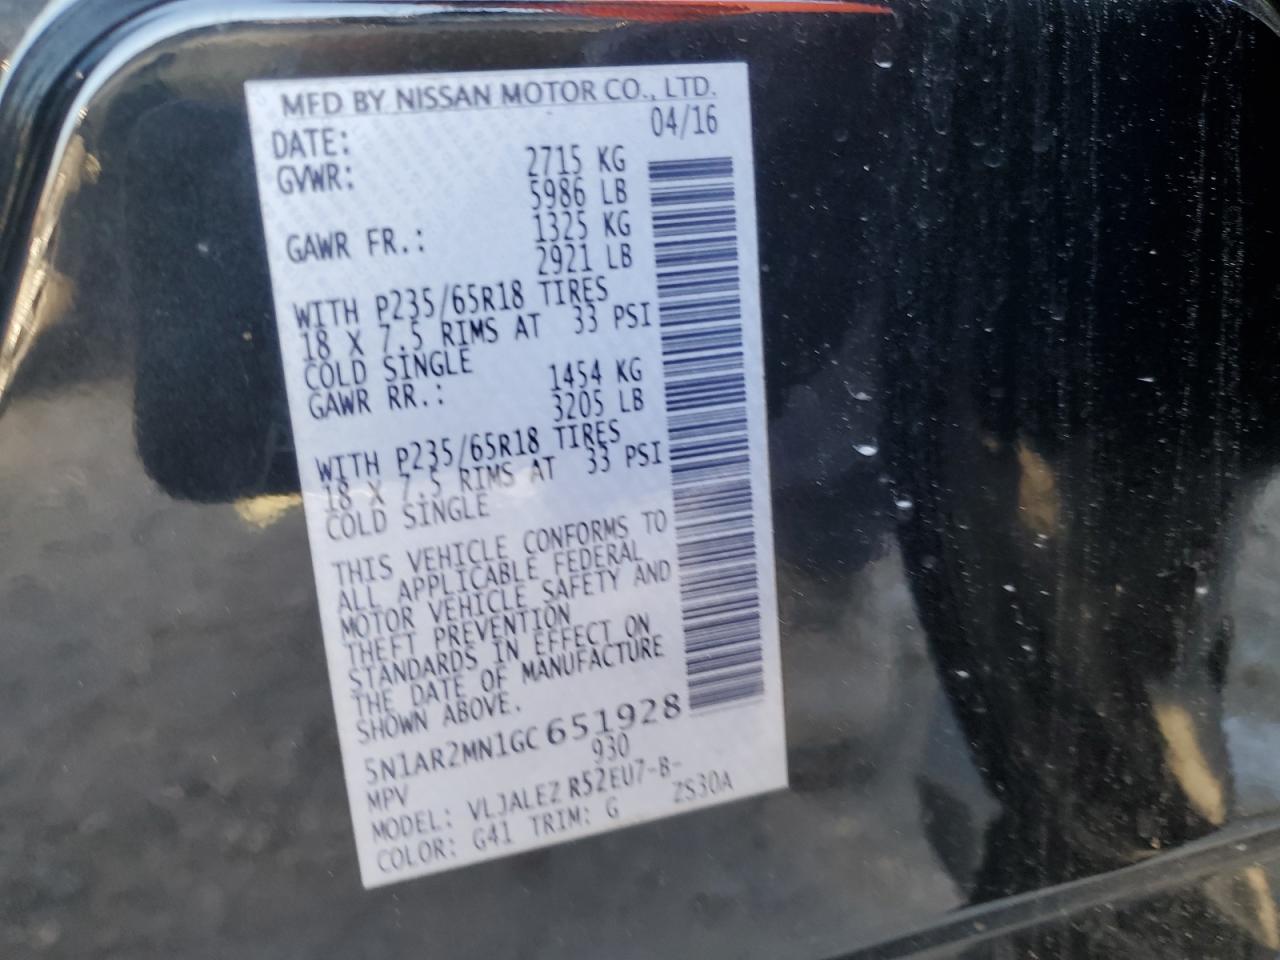 MFD BY NISSAN MOTOR CO., LTD.
DATE: 04/16
GVWR: 2715 KG
5986 LB
GAWR FR.: 1325 KG
2921 LB
WITH P235/65R18 TIRES
18 X 7.5 RIMS AT 33 PSI
COLD SINGLE
GAWR RR.: 1454 KG
3205 LB
WITH P235/65R18 TIRES
18 X 7.5 RIMS AT 33 PSI
COLD SINGLE
THIS VEHICLE CONFORMS TO
ALL APPLICABLE FEDERAL
MOTOR VEHICLE SAFETY AND
THEFT PREVENTION
STANDARDS IN EFFECT ON
THE DATE OF MANUFACTURE
SHOWN ABOVE.
5N1AR2MN1GC651928
MPV 930
MODEL: VLJALEZ R52EU7-B-
COLOR: G41 TRIM: G ZS30A